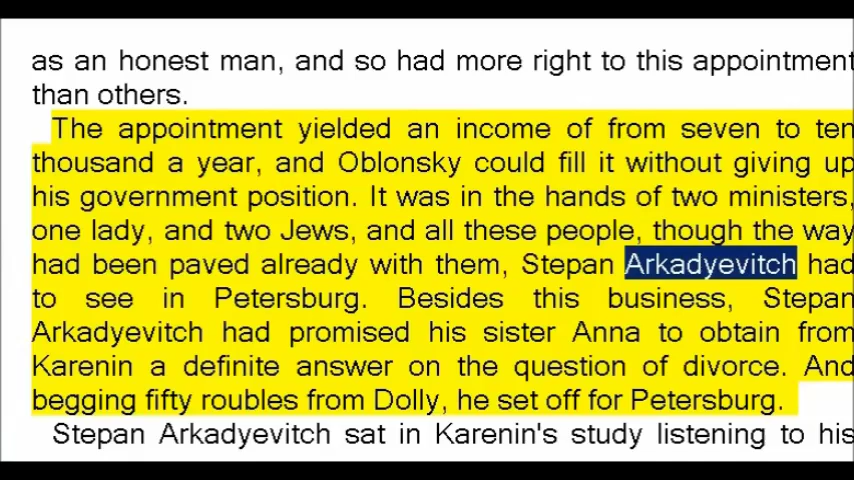 as an honest man, and so had more right to this appointment
than others.
The appointment yielded an income of from seven to ten
thousand a year, and Oblonsky could fill it without giving up
his government position. It was in the hands of two ministers,
one lady, and two Jews, and all these people, though the way
had been paved already with them, Stepan Arkadyevitch had
to see in Petersburg. Besides this business, Stepan
Arkadyevitch had promised his sister Anna to obtain from
Karenin a definite answer on the question of divorce. And
begging fifty roubles from Dolly, he set off for Petersburg.
Stepan Arkadyevitch sat in Karenin's study listening to his